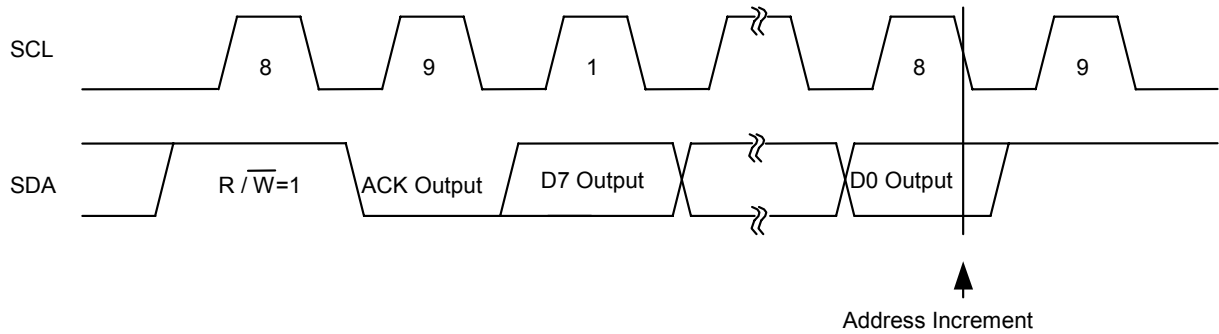 SCL
8
9
1
8
9
SDA
R / W=1
ACK Output
D7 Output
D0 Output
Address Increment